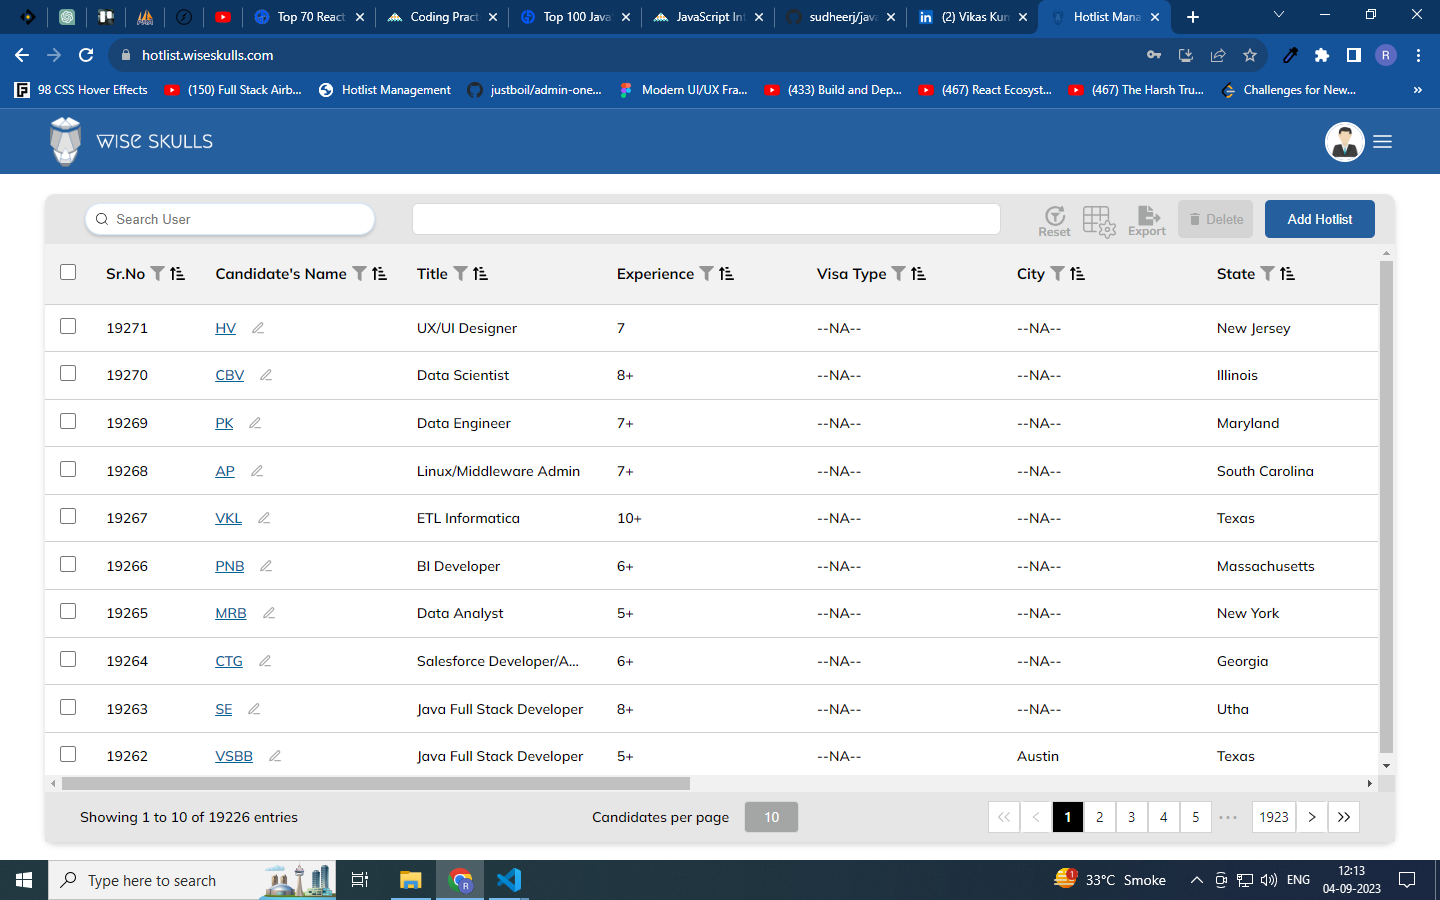 Top 70 React
Coding Pract
Top 100 Java
JavaScript Int
sudheerj/java
(2) Vikas Kum
Hotlist Mana
hotlist.wiseskulls.com
R
98 CSS Hover Effects
(150) Full Stack Airb...
Hotlist Management
justboil/admin-one...
Modern UI/UX Fra...
(433) Build and Dep...
(467) React Ecosyst...
(467) The Harsh Tru...
Challenges for New...
WISE SKULLS
Search User
Reset
Export
Delete
Add Hotlist
Sr.No Candidate's Name Title Experience Visa Type City State
19271 HV UX/UI Designer 7 --NA-- --NA-- New Jersey
19270 CBV Data Scientist 8+ --NA-- --NA-- Illinois
19269 PK Data Engineer 7+ --NA-- --NA-- Maryland
19268 AP Linux/Middleware Admin 7+ --NA-- --NA-- South Carolina
19267 VKL ETL Informatica 10+ --NA-- --NA-- Texas
19266 PNB BI Developer 6+ --NA-- --NA-- Massachusetts
19265 MRB Data Analyst 5+ --NA-- --NA-- New York
19264 CTG Salesforce Developer/A... 6+ --NA-- --NA-- Georgia
19263 SE Java Full Stack Developer 8+ --NA-- --NA-- Utha
19262 VSBB Java Full Stack Developer 5+ --NA-- Austin Texas
Showing 1 to 10 of 19226 entries
Candidates per page 10
<< < 1 2 3 4 5 ••• 1923 > >>
Type here to search
R
1
33°C Smoke
ENG
12:13
04-09-2023